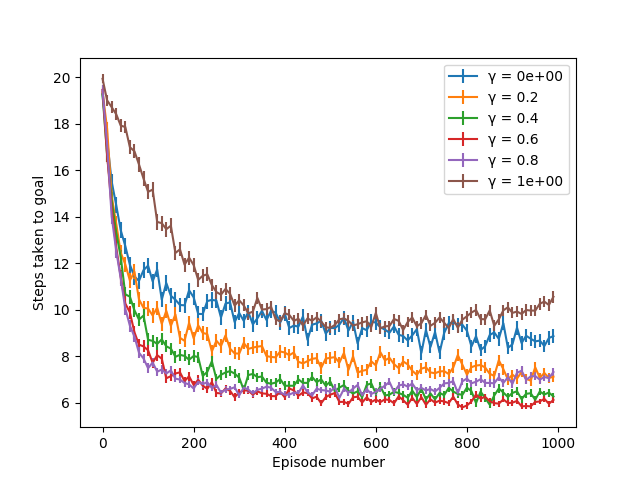 γ = 0e+00
γ = 0.2
γ = 0.4
γ = 0.6
γ = 0.8
γ = 1e+00
20
18
16
14
12
10
8
6
Steps taken to goal
0 200 400 600 800 1000
Episode number